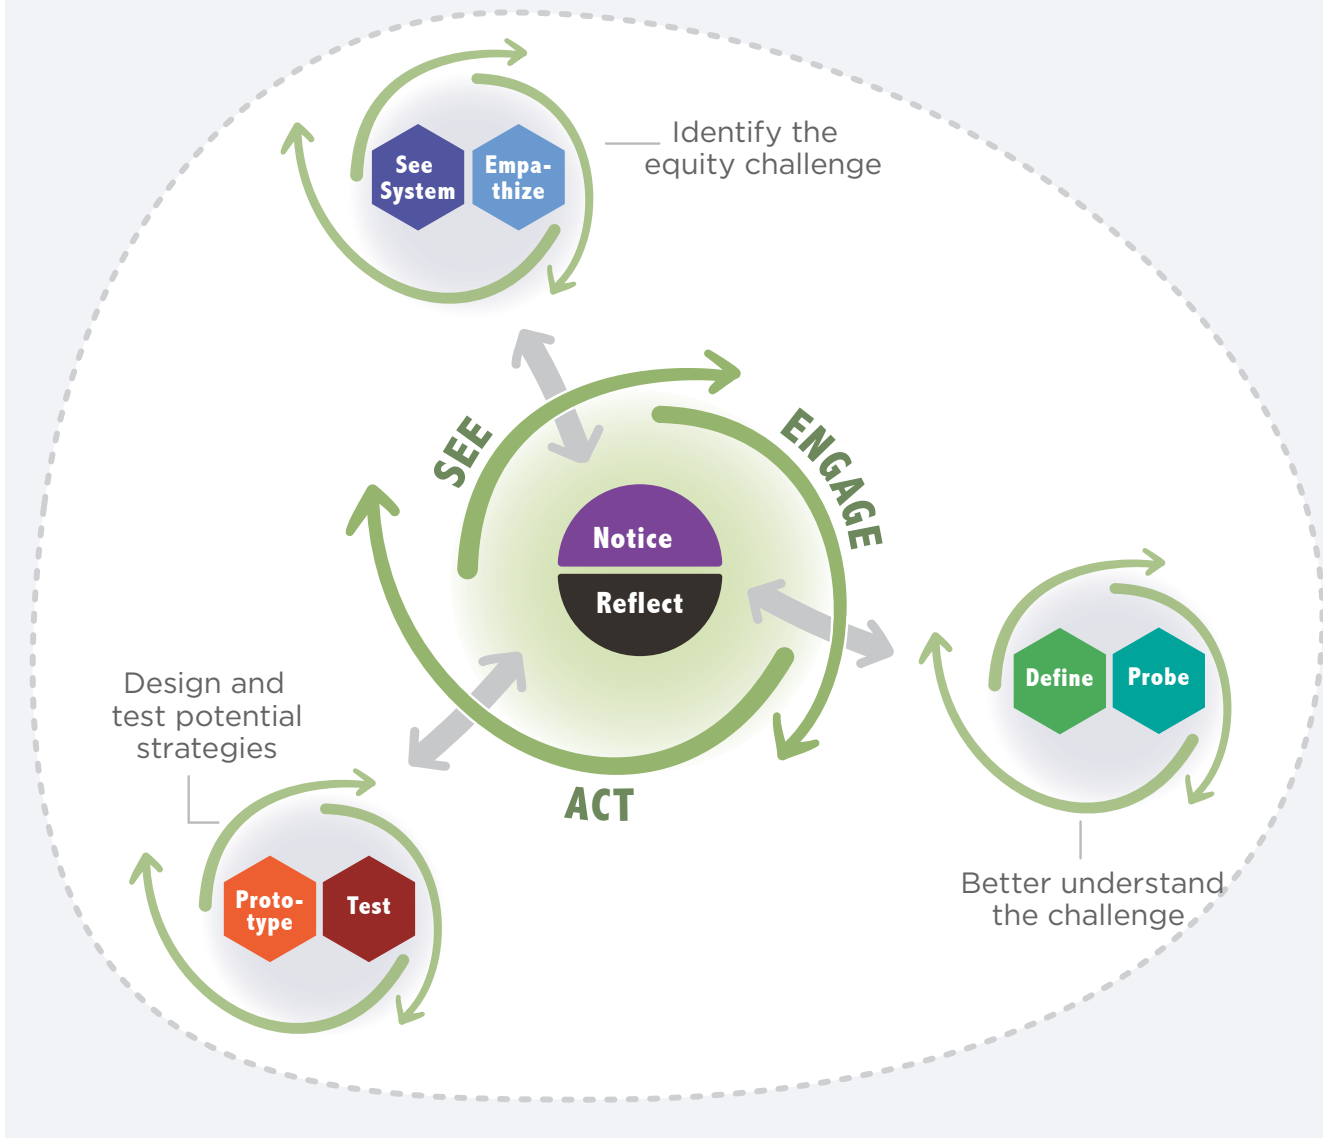 See
System
Empa-
thize
Identify the
equity challenge
SEE
ENGAGE
Notice
Reflect
ACT
Define
Probe
Better understand
the challenge
Design and
test potential
strategies
Proto-
type
Test